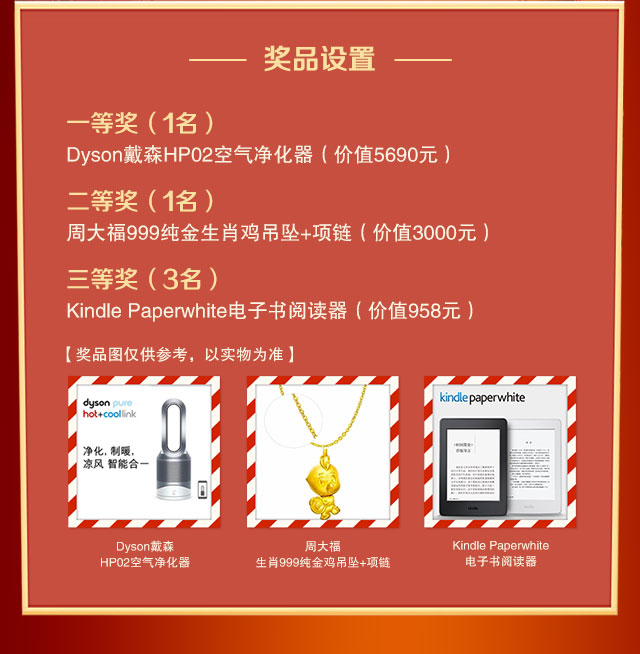 奖品设置
一等奖（1名）
Dyson戴森HP02空气净化器（价值5690元）
二等奖（1名）
周大福999纯金生肖鸡吊坠+项链（价值3000元）
三等奖（3名）
Kindle Paperwhite电子书阅读器（价值958元）
【奖品图仅供参考，以实物为准】
dyson pure
hot+cool link
净化, 制暖,
凉风 智能合一
kindle paperwhite
Dyson戴森
HP02空气净化器
周大福
生肖999纯金鸡吊坠+项链
Kindle Paperwhite
电子书阅读器